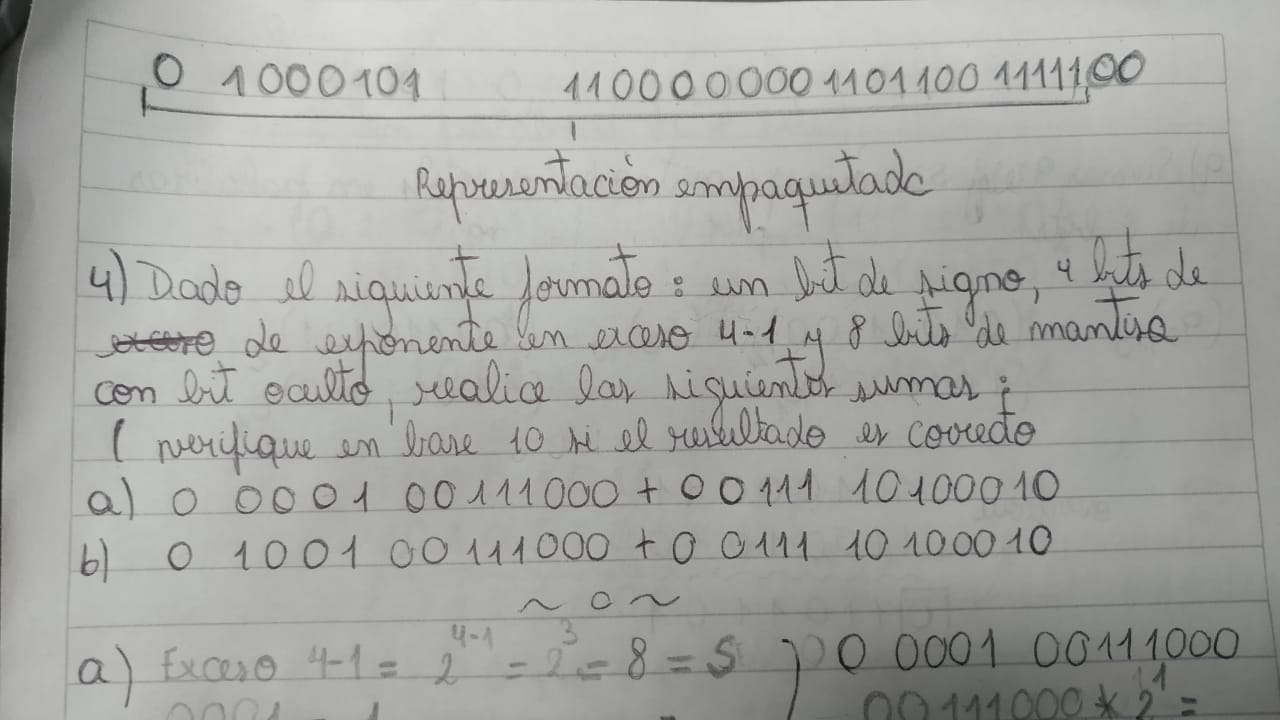 0 1000101 110000000110110011111,00
Representación empaquetada
4) Dado el siguiente formato: un bit de signo, 4 bits de
exceso de exponente en exceso 4-1 y 8 bits de mantisa
con bit oculto, realice las siguientes sumas:
( verifique en base 10 si el resultado es correcto
a) 0 0001 00111000 + 0 0111 10100010
b) 0 1001 00111000 + 0 0111 10100010
~ o ~
a) Exceso 4-1 = 2^4-1 = 2^3 = 8 = S ) 0 0001 00111000
0001 = 1 00111000 * 2^1 =